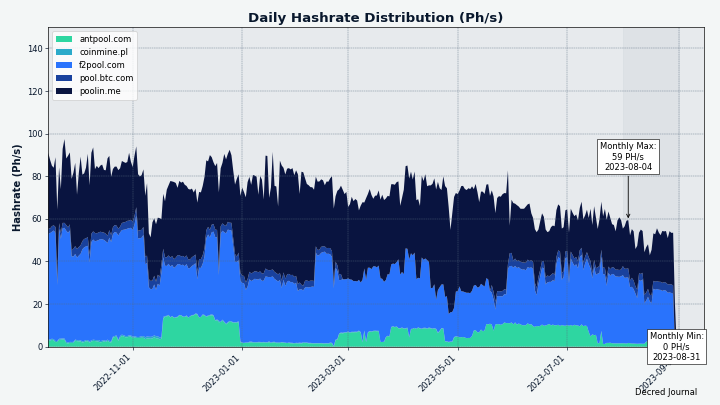 Daily Hashrate Distribution (Ph/s)
antpool.com
coinmine.pl
f2pool.com
pool.btc.com
poolin.me
Hashrate (Ph/s)
140
120
100
80
60
40
20
0
Monthly Max:
59 PH/s
2023-08-04
Monthly Min:
0 PH/s
2023-08-31
2022-11-01
2023-01-01
2023-03-01
2023-05-01
2023-07-01
2023-09-
Decred Journal